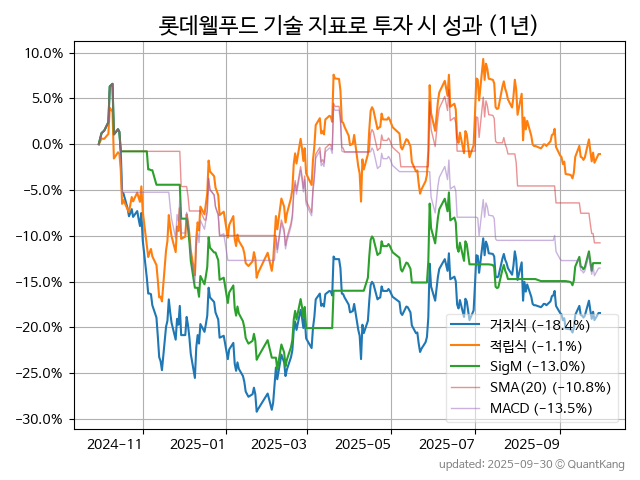 롯데웰푸드 기술 지표로 투자 시 성과 (1년)
10.0%
5.0%
0.0%
−5.0%
−10.0%
−15.0%
−20.0%
−25.0%
−30.0%
거치식 (−18.4%)
적립식 (−1.1%)
SigM (−13.0%)
SMA(20) (−10.8%)
MACD (−13.5%)
2024-11 2025-01 2025-03 2025-05 2025-07 2025-09
updated: 2025-09-30 © QuantKang